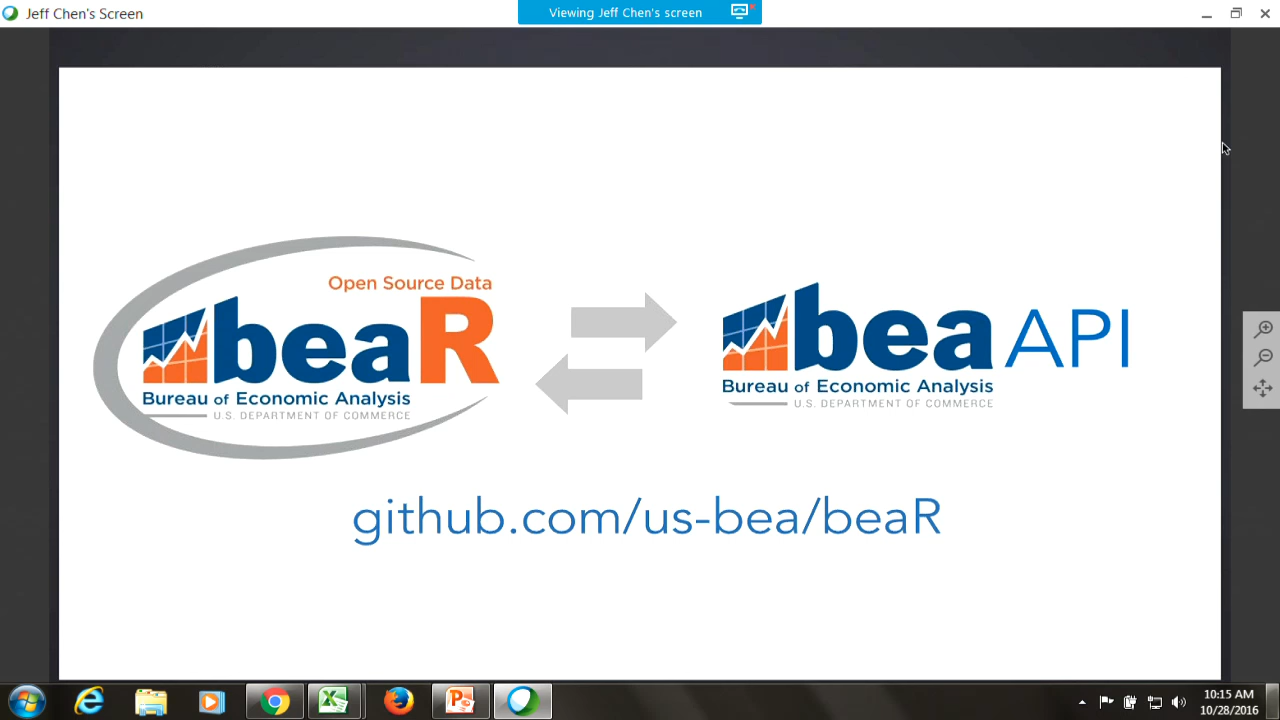 Jeff Chen's Screen
Viewing Jeff Chen's screen
Open Source Data
beaR
Bureau of Economic Analysis
U.S. DEPARTMENT OF COMMERCE
bea API
Bureau of Economic Analysis
U.S. DEPARTMENT OF COMMERCE
github.com/us-bea/beaR
10:15 AM
10/28/2016